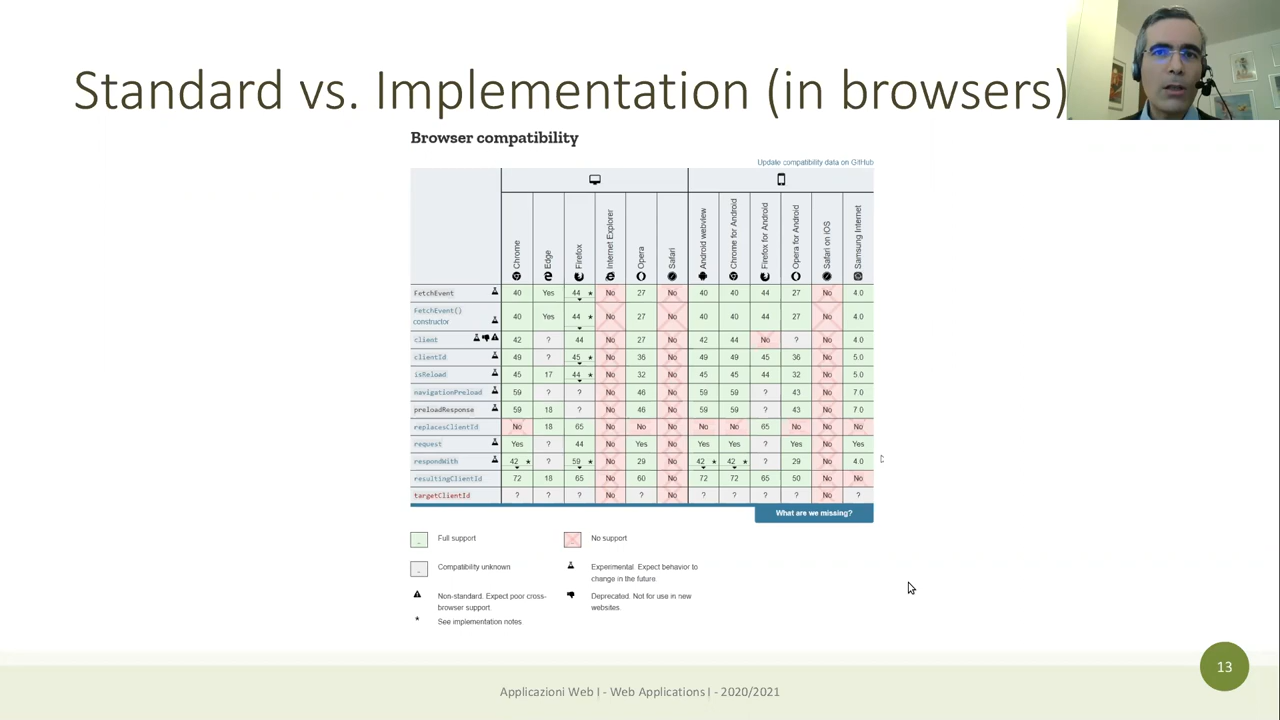 Standard vs. Implementation (in browsers)
Browser compatibility
Update compatibility data on GitHub
Chrome Edge Firefox Internet Explorer Opera Safari Android webview Chrome for Android Firefox for Android Opera for Android Safari on iOS Samsung Internet
FetchEvent 40 Yes 44 * No 27 No 40 40 44 27 No 4.0
FetchEvent() constructor 40 Yes 44 * No 27 No 40 40 44 27 No 4.0
client 42 ? 44 No 27 No 42 44 No ? No 4.0
clientId 49 ? 45 * No 36 No 49 49 45 36 No 5.0
isReload 45 17 44 * No 32 No 45 45 44 32 No 5.0
navigationPreload 59 ? ? No 46 No 59 59 ? 43 No 7.0
preloadResponse 59 18 ? No 46 No 59 59 ? 43 No 7.0
replacesClientId No 18 65 No No No No No 65 No No No
request Yes ? 44 No Yes No Yes Yes ? Yes No Yes
respondWith 42 * ? 59 * No 29 No 42 * 42 * ? 29 No 4.0
resultingClientId 72 18 65 No 60 No 72 72 65 50 No No
targetClientId ? ? ? No ? No ? ? ? ? No ?
What are we missing?
Full support
No support
Compatibility unknown
Experimental. Expect behavior to
change in the future.
Non-standard. Expect poor cross-
browser support.
Deprecated. Not for use in new
websites.
* See implementation notes
13
Applicazioni Web I - Web Applications I - 2020/2021